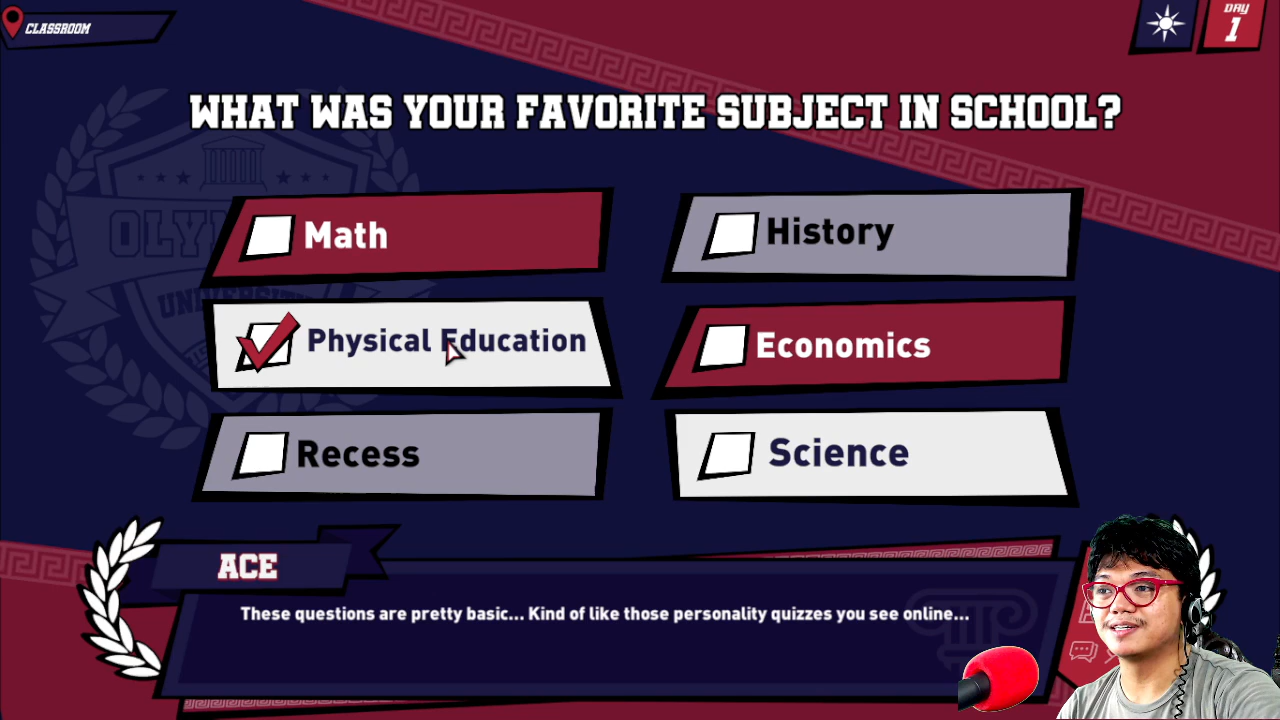 CLASSROOM
DAY
1
WHAT WAS YOUR FAVORITE SUBJECT IN SCHOOL?
Math
History
Physical Education
Economics
Recess
Science
ACE
These questions are pretty basic... Kind of like those personality quizzes you see online...